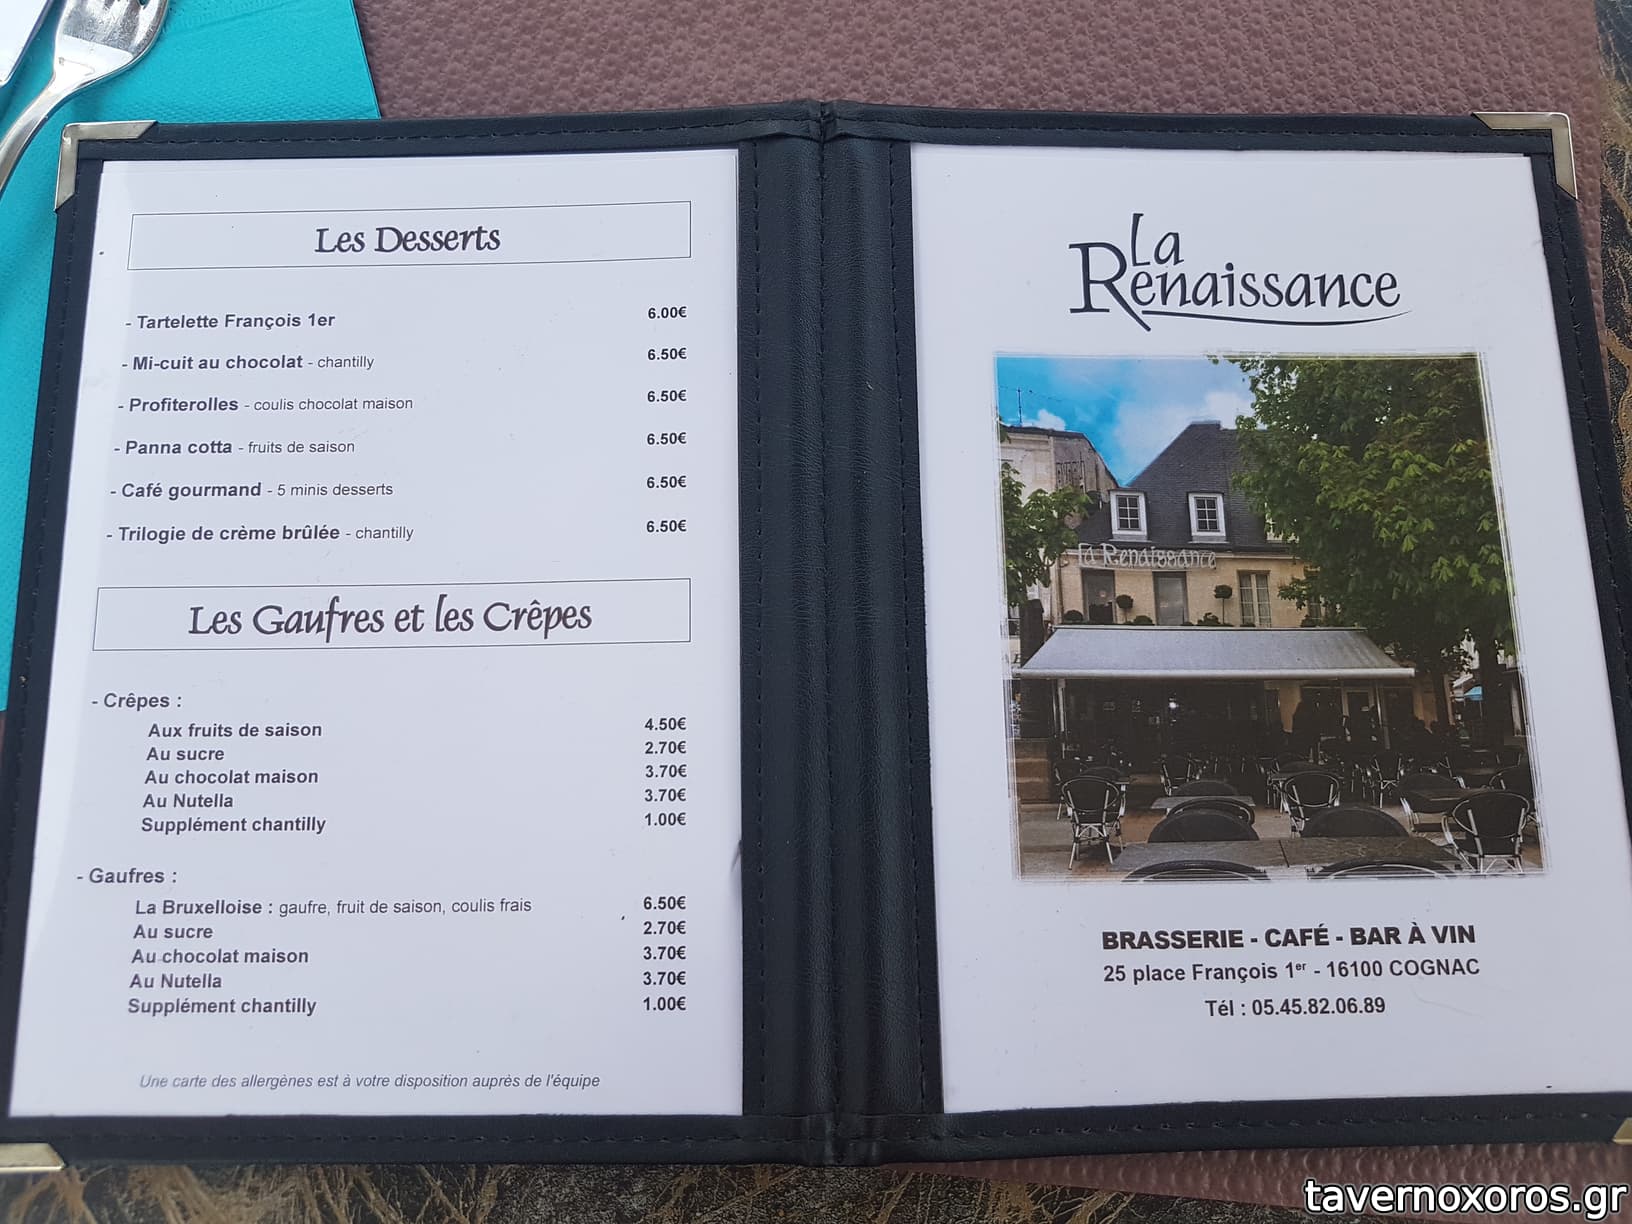 Les Desserts
- Tartelette François 1er 6.00€
- Mi-cuit au chocolat - chantilly 6.50€
- Profiterolles - coulis chocolat maison 6.50€
- Panna cotta - fruits de saison 6.50€
- Café gourmand - 5 minis desserts 6.50€
- Trilogie de crème brûlée - chantilly 6.50€
Les Gaufres et les Crêpes
- Crêpes :
Aux fruits de saison 4.50€
Au sucre 2.70€
Au chocolat maison 3.70€
Au Nutella 3.70€
Supplément chantilly 1.00€
- Gaufres :
La Bruxelloise : gaufre, fruit de saison, coulis frais 6.50€
Au sucre 2.70€
Au chocolat maison 3.70€
Au Nutella 3.70€
Supplément chantilly 1.00€
Une carte des allergènes est à votre disposition auprès de l'équipe
La
Renaissance
la Renaissance
BRASSERIE - CAFÉ - BAR À VIN
25 place François 1er - 16100 COGNAC
Tél : 05.45.82.06.89
tavernoxoros.gr